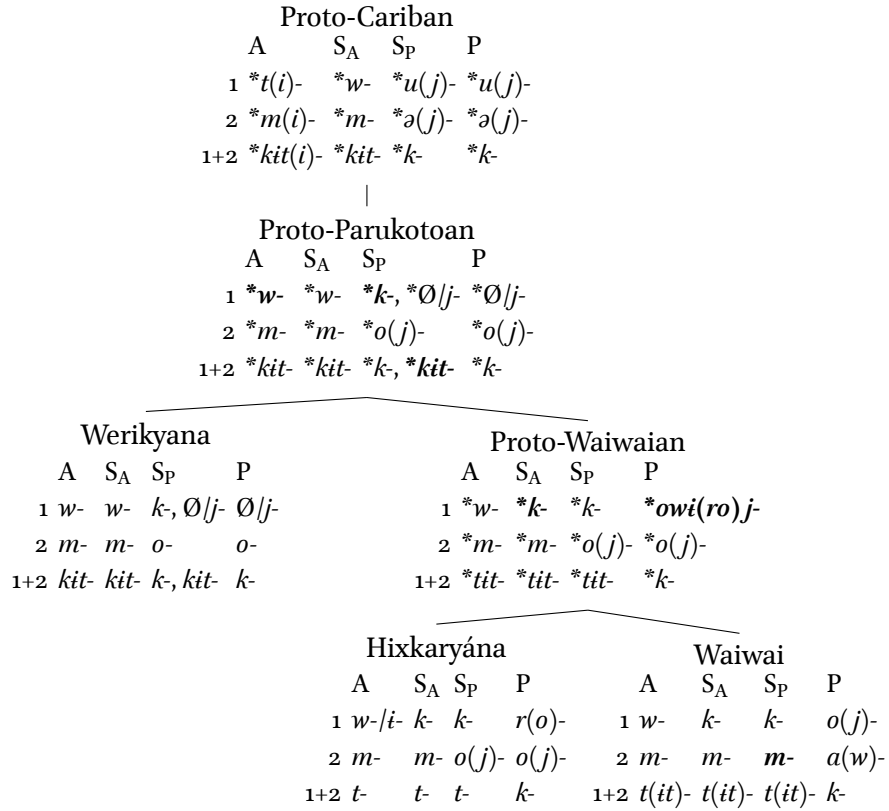 Proto-Cariban
A S_A S_P P
1 *t(i)- *w- *u(j)- *u(j)-
2 *m(i)- *m- *ə(j)- *ə(j)-
1+2 *kɨt(i)- *kɨt- *k- *k-
Proto-Parukotoan
A S_A S_P P
1 *w- *w- *k-, *Ø/j- *Ø/j-
2 *m- *m- *o(j)- *o(j)-
1+2 *kɨt- *kɨt- *k-, *kɨt- *k-
Werikyana Proto-Waiwaian
A S_A S_P P A S_A S_P P
1 w- w- k-, Ø/j- Ø/j- 1 *w- *k- *k- *owɨ(ro)j-
2 m- m- o- o- 2 *m- *m- *o(j)- *o(j)-
1+2 kɨt- kɨt- k-, kɨt- k- 1+2 *tɨt- *tɨt- *tɨt- *k-
Hixkaryána Waiwai
A S_A S_P P A S_A S_P P
1 w-/ɨ- k- k- r(o)- 1 w- k- k- o(j)-
2 m- m- o(j)- o(j)- 2 m- m- m- a(w)-
1+2 t- t- t- k- 1+2 t(ɨt)- t(ɨt)- t(ɨt)- k-